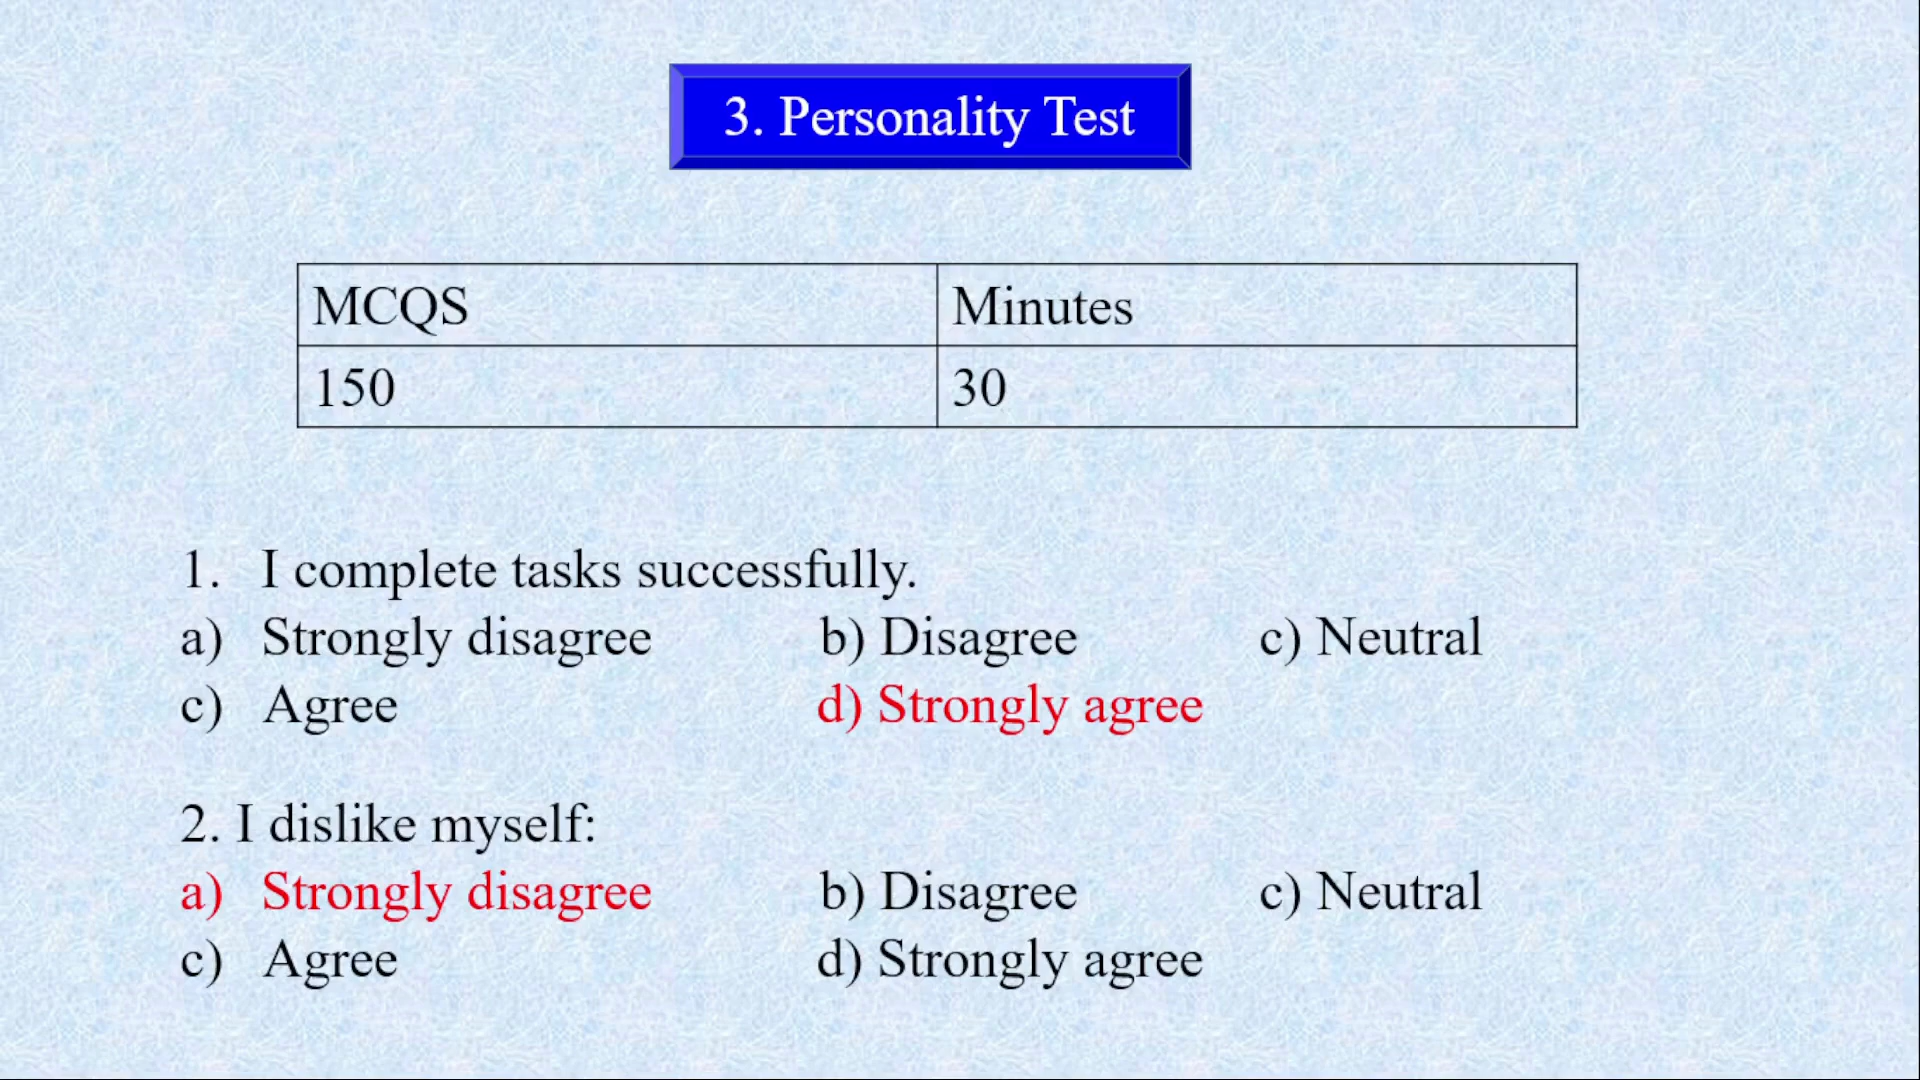 3. Personality Test
MCQS Minutes
150 30
1. I complete tasks successfully.
a) Strongly disagree b) Disagree c) Neutral
c) Agree d) Strongly agree
2. I dislike myself:
a) Strongly disagree b) Disagree c) Neutral
c) Agree d) Strongly agree